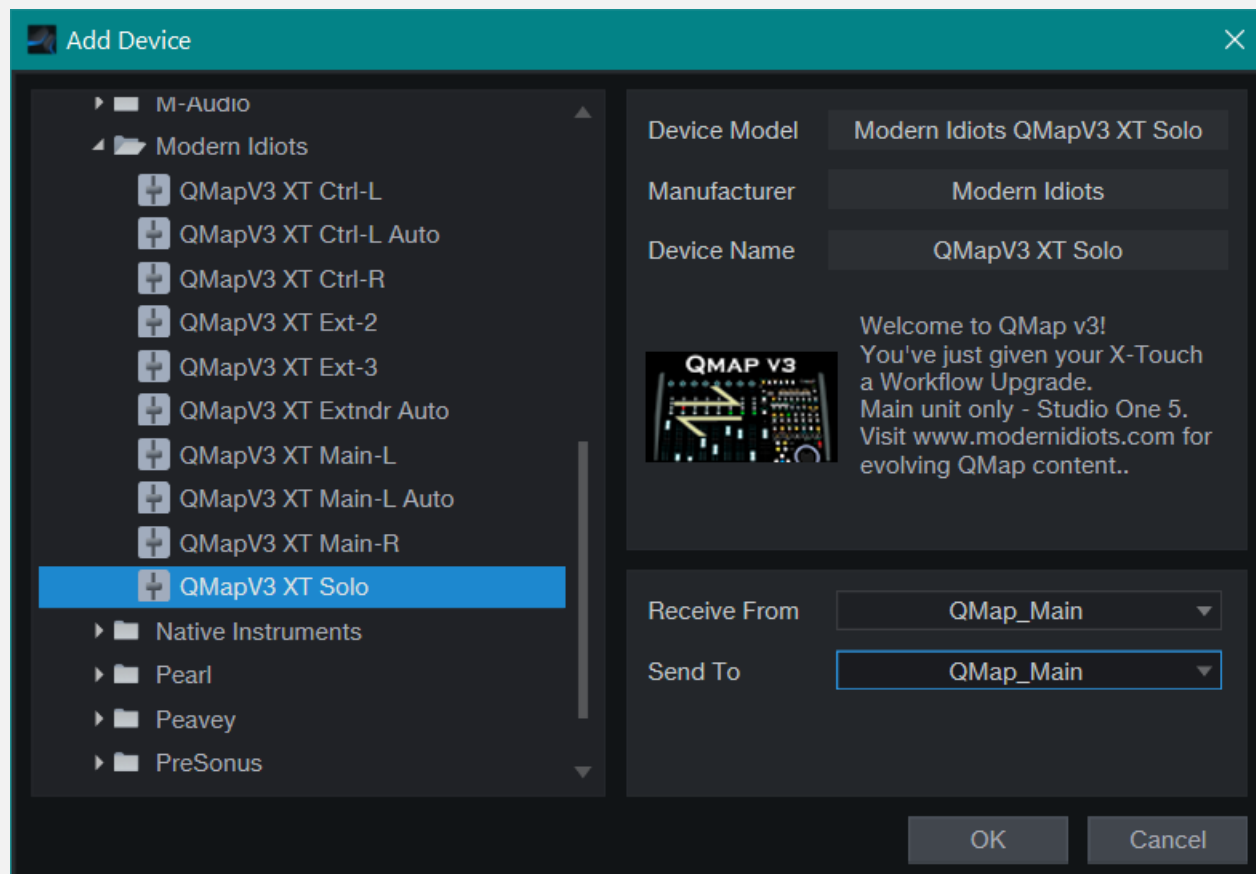 Add Device
M-Audio
Modern Idiots
QMapV3 XT Ctrl-L
QMapV3 XT Ctrl-L Auto
QMapV3 XT Ctrl-R
QMapV3 XT Ext-2
QMapV3 XT Ext-3
QMapV3 XT Extndr Auto
QMapV3 XT Main-L
QMapV3 XT Main-L Auto
QMapV3 XT Main-R
QMapV3 XT Solo
Native Instruments
Pearl
Peavey
PreSonus
Device Model Modern Idiots QMapV3 XT Solo
Manufacturer Modern Idiots
Device Name QMapV3 XT Solo
QMAP V3
Welcome to QMap v3!
You've just given your X-Touch
a Workflow Upgrade.
Main unit only - Studio One 5.
Visit www.modernidiots.com for
evolving QMap content..
Receive From QMap_Main
Send To QMap_Main
OK Cancel